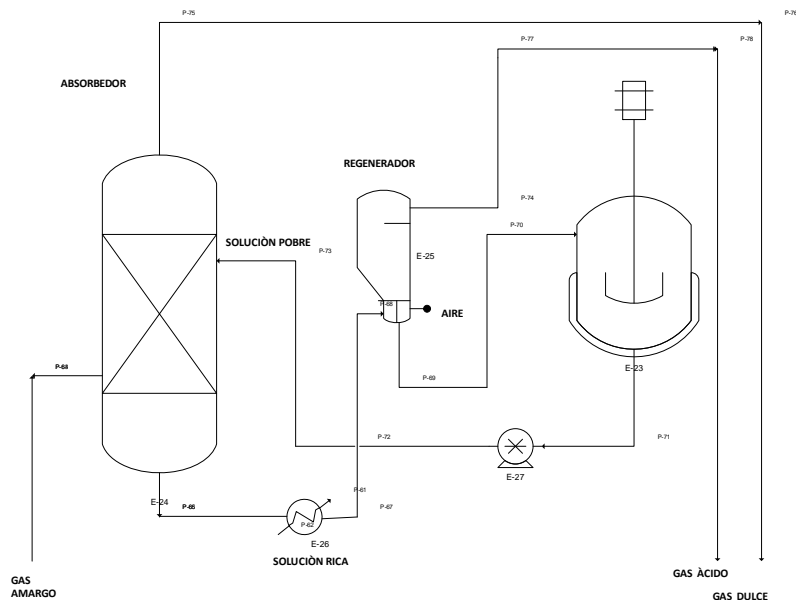 P-75
P-76
P-77
P-78
ABSORBEDOR
REGENERADOR
P-74
P-70
SOLUCIÒN POBRE
P-73
E-25
P-68
AIRE
E-23
P-69
P-72
P-71
E-27
E-24
P-66
P-61
P-67
P-62
E-26
SOLUCIÒN RICA
GAS
AMARGO
GAS ÀCIDO
GAS DULCE